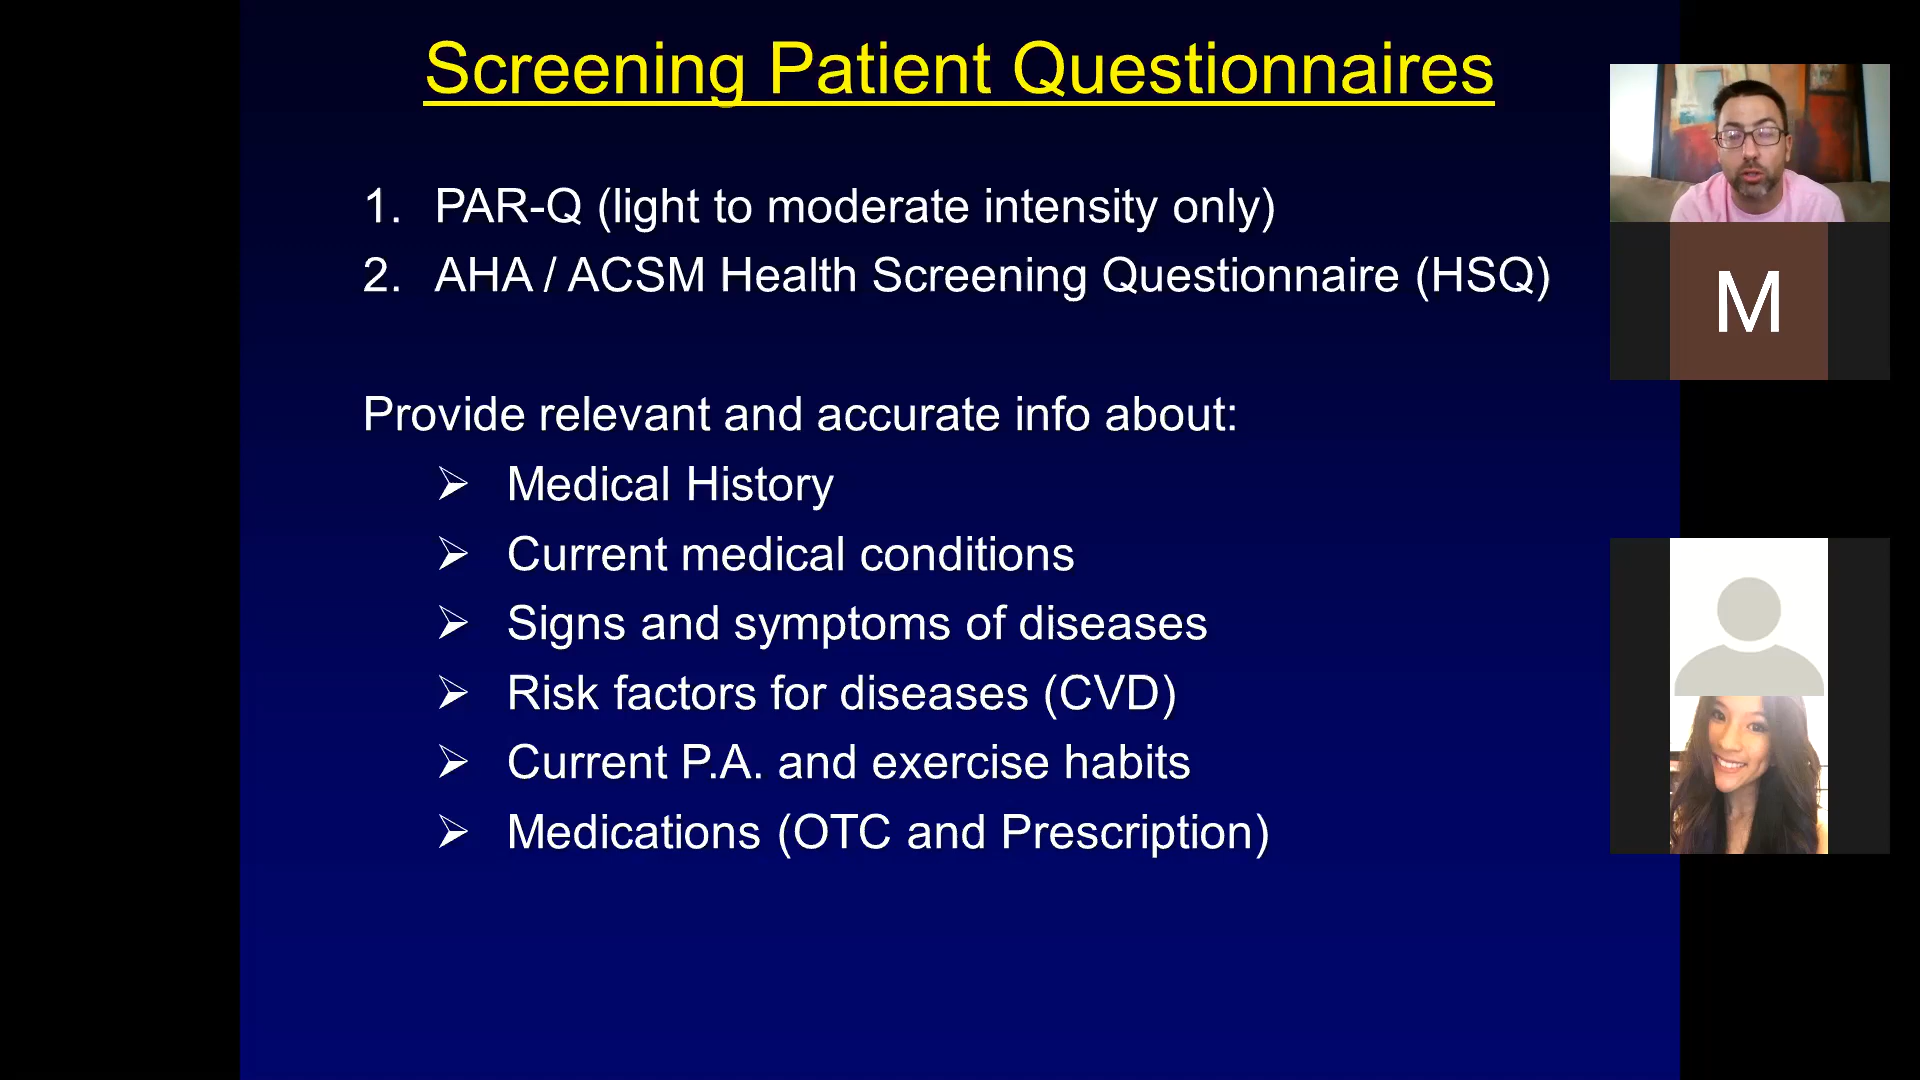 Screening Patient Questionnaires
1. PAR-Q (light to moderate intensity only)
2. AHA / ACSM Health Screening Questionnaire (HSQ)
Provide relevant and accurate info about:
➢ Medical History
➢ Current medical conditions
➢ Signs and symptoms of diseases
➢ Risk factors for diseases (CVD)
➢ Current P.A. and exercise habits
➢ Medications (OTC and Prescription)
M